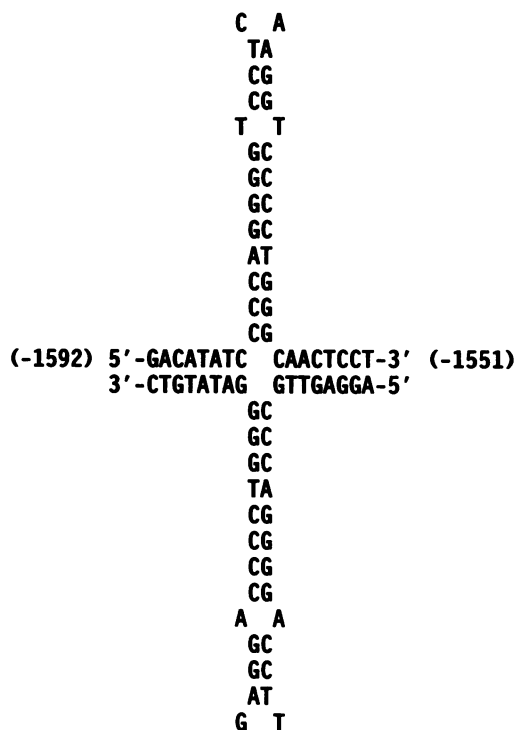 C A
TA
CG
CG
T T
GC
GC
GC
GC
AT
CG
CG
CG
(-1592) 5′-GACATATC CAACTCCT-3′ (-1551)
3′-CTGTATAG GTTGAGGA-5′
GC
GC
GC
TA
CG
CG
CG
CG
A A
GC
GC
AT
G T